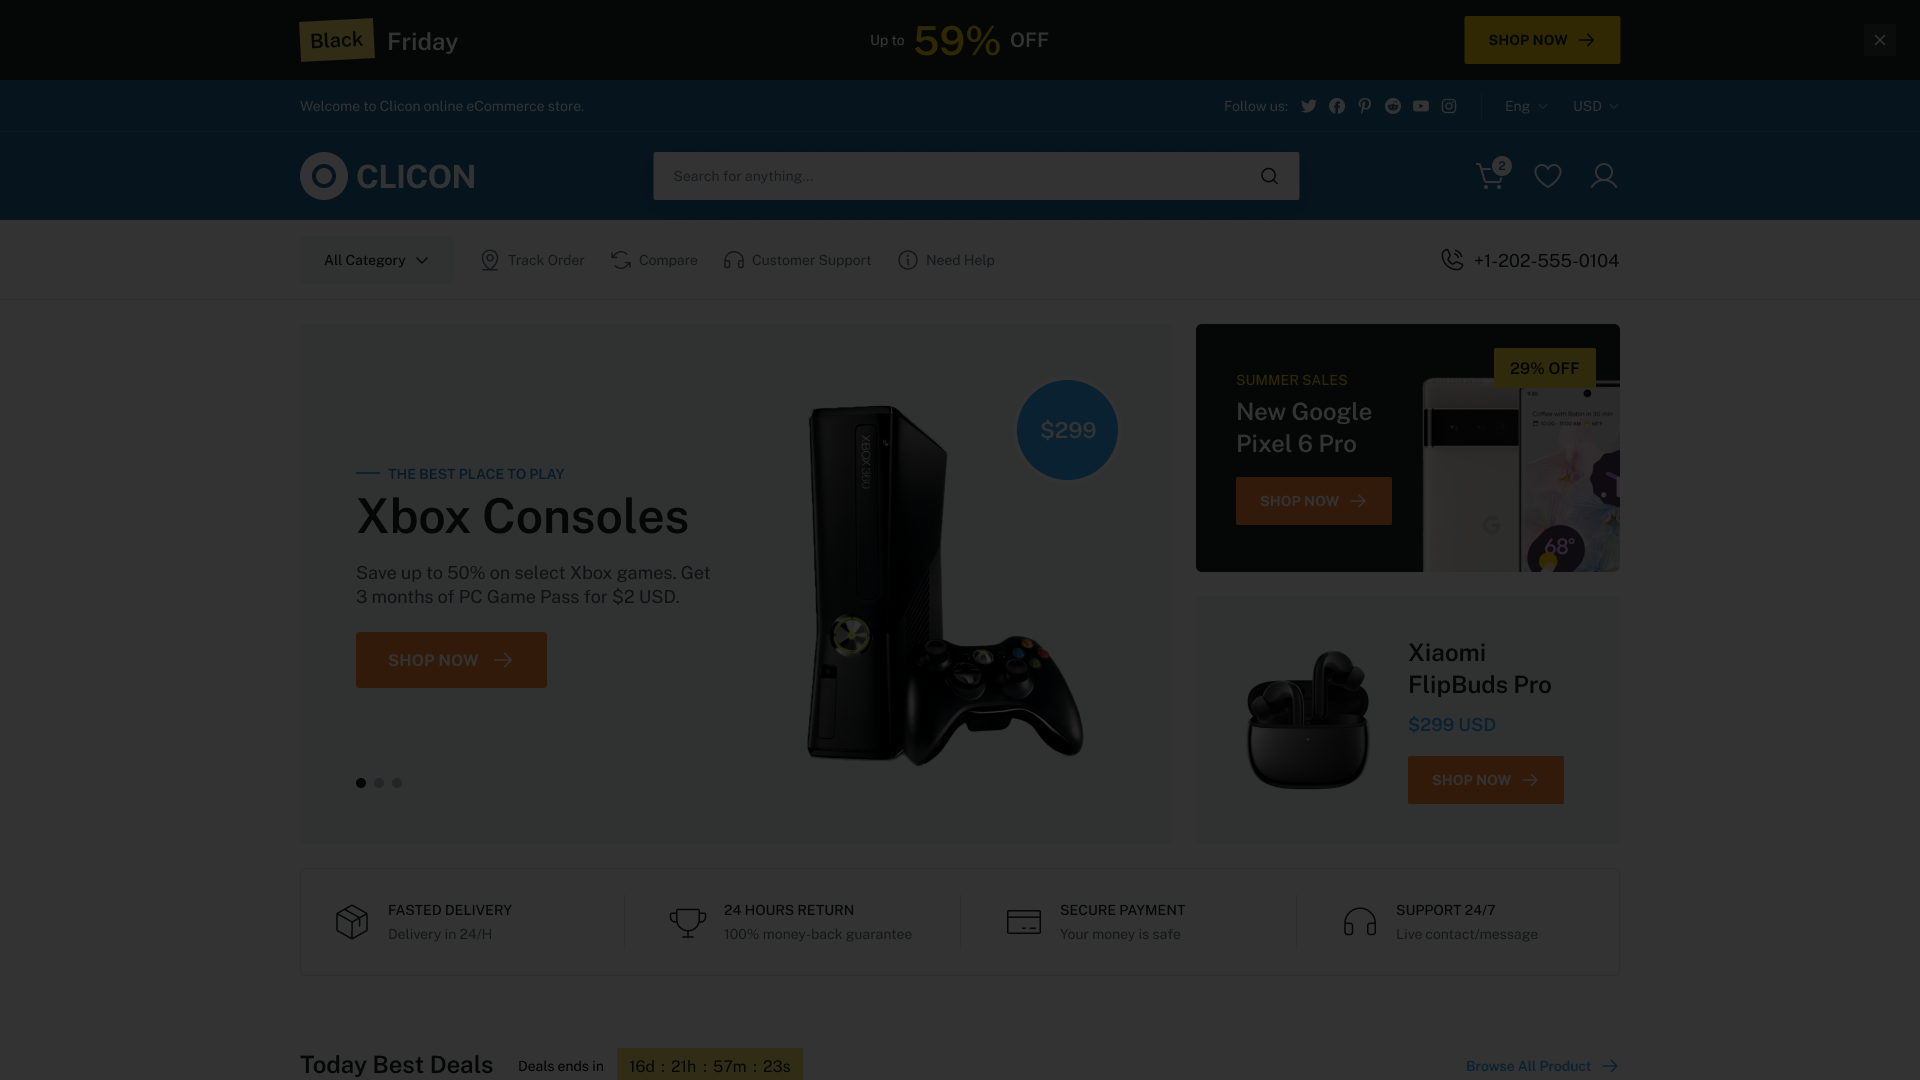 Black Friday
Up to 59% OFF
SHOP NOW
Welcome to Clicon online eCommerce store.
Follow us:
Eng
USD
CLICON
Search for anything...
2
All Category
Track Order
Compare
Customer Support
Need Help
+1-202-555-0104
THE BEST PLACE TO PLAY
Xbox Consoles
Save up to 50% on select Xbox games. Get
3 months of PC Game Pass for $2 USD.
SHOP NOW
XBOX 360
$299
29% OFF
SUMMER SALES
New Google
Pixel 6 Pro
SHOP NOW
G
68°
Xiaomi
FlipBuds Pro
$299 USD
SHOP NOW
FASTED DELIVERY
Delivery in 24/H
24 HOURS RETURN
100% money-back guarantee
SECURE PAYMENT
Your money is safe
SUPPORT 24/7
Live contact/message
Today Best Deals
Deals ends in
16d : 21h : 57m : 23s
Browse All Product